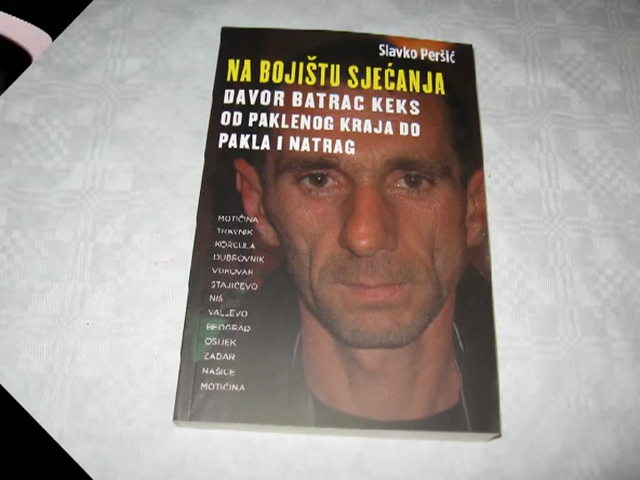 Slavko Peršić
NA BOJIŠTU SJEĆANJA
DAVOR BATRAC KEKS
OD PAKLENOG KRAJA DO
PAKLA I NATRAG
MOTIČINA
TRAVNIK
KORČULA
DUBROVNIK
VUKOVAR
STAJIĆEVO
NIŠ
VALJEVO
BEOGRAD
OSIJEK
ZADAR
NAŠICE
MOTIČINA